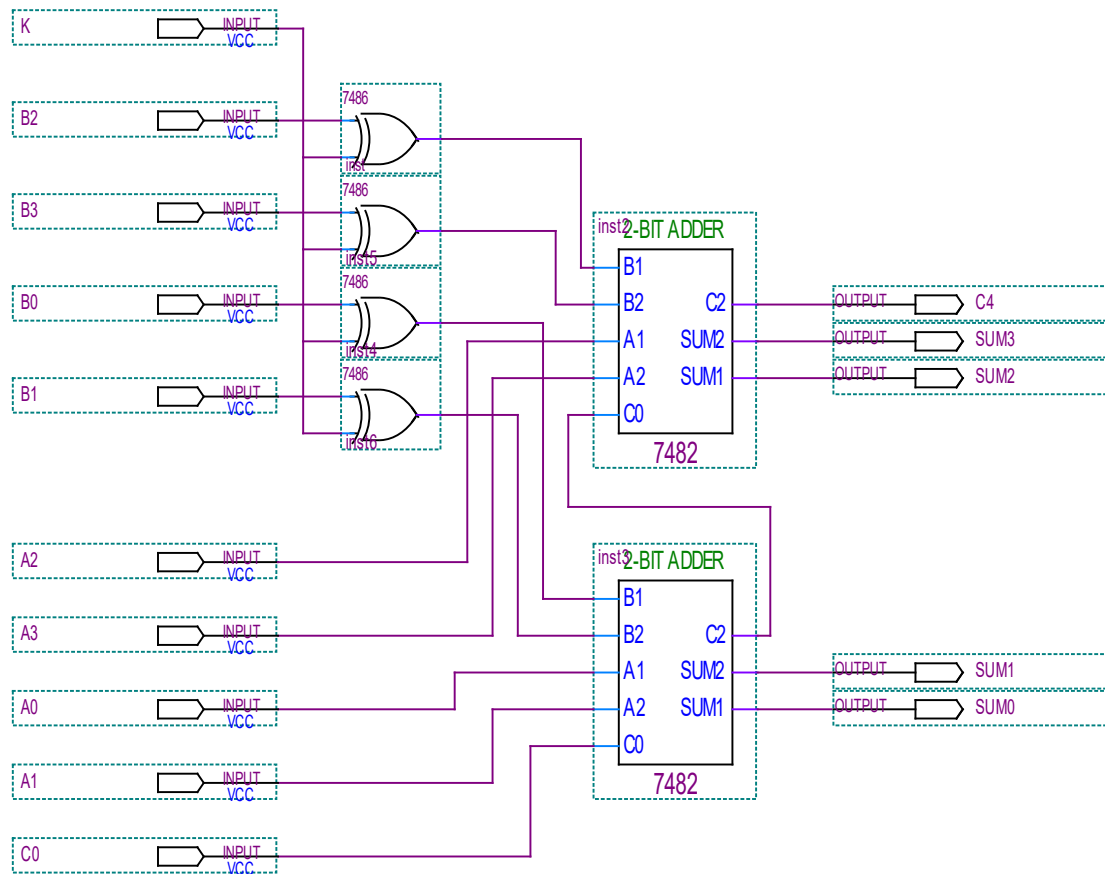 K INPUT
VCC
7486
B2 INPUT
VCC
inst
7486
B3 INPUT
VCC
inst5
7486
B0 INPUT
VCC
inst4
7486
B1 INPUT
VCC
inst6
inst2 2-BIT ADDER
B1
B2 C2
A1 SUM2
A2 SUM1
C0
7482
OUTPUT C4
OUTPUT SUM3
OUTPUT SUM2
A2 INPUT
VCC
A3 INPUT
VCC
A0 INPUT
VCC
A1 INPUT
VCC
C0 INPUT
VCC
inst3 2-BIT ADDER
B1
B2 C2
A1 SUM2
A2 SUM1
C0
7482
OUTPUT SUM1
OUTPUT SUM0